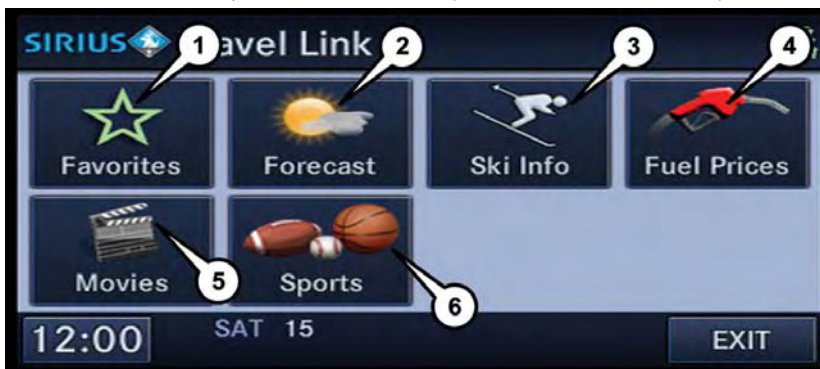 SIRIUS avel Link
1 2 3 4
Favorites Forecast Ski Info Fuel Prices
Movies Sports
5 6
12:00 SAT 15 EXIT